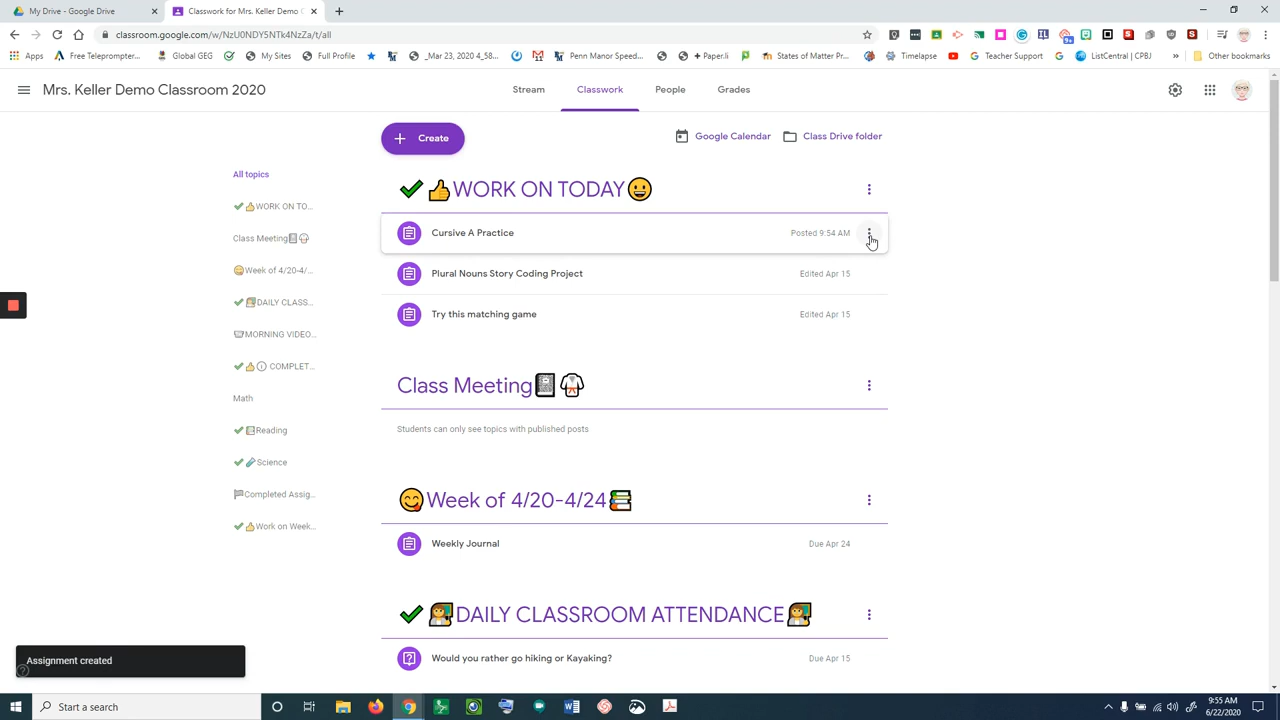 My Drive - Google Drive
Classwork for Mrs. Keller Demo C
classroom.google.com/w/NzU0NDY5NTk4NzZa/t/all
Apps
Free Teleprompter...
Global GEG
My Sites
Full Profile
_Mar 23, 2020 4_58...
Penn Manor Speed...
+ Paper.li
States of Matter Pr...
Timelapse
Teacher Support
ListCentral | CPBJ
»
Other bookmarks
Mrs. Keller Demo Classroom 2020
Stream
Classwork
People
Grades
+ Create
Google Calendar
Class Drive folder
All topics
✔👍WORK ON TO...
Class Meeting📓🥋
😋Week of 4/20-4/...
✔👩‍🏫DAILY CLASS...
MORNING VIDEO...
✔👍ⓘ COMPLET...
Math
✔📗Reading
✔🧪Science
🏁Completed Assig...
✔👍Work on Week...
✔👍WORK ON TODAY😀
Cursive A Practice
Posted 9:54 AM
Plural Nouns Story Coding Project
Edited Apr 15
Try this matching game
Edited Apr 15
Class Meeting📓🥋
Students can only see topics with published posts
😋Week of 4/20-4/24📚
Weekly Journal
Due Apr 24
✔👩‍🏫DAILY CLASSROOM ATTENDANCE👩‍🏫
Would you rather go hiking or Kayaking?
Due Apr 15
Assignment created
Start a search
9:55 AM
6/22/2020